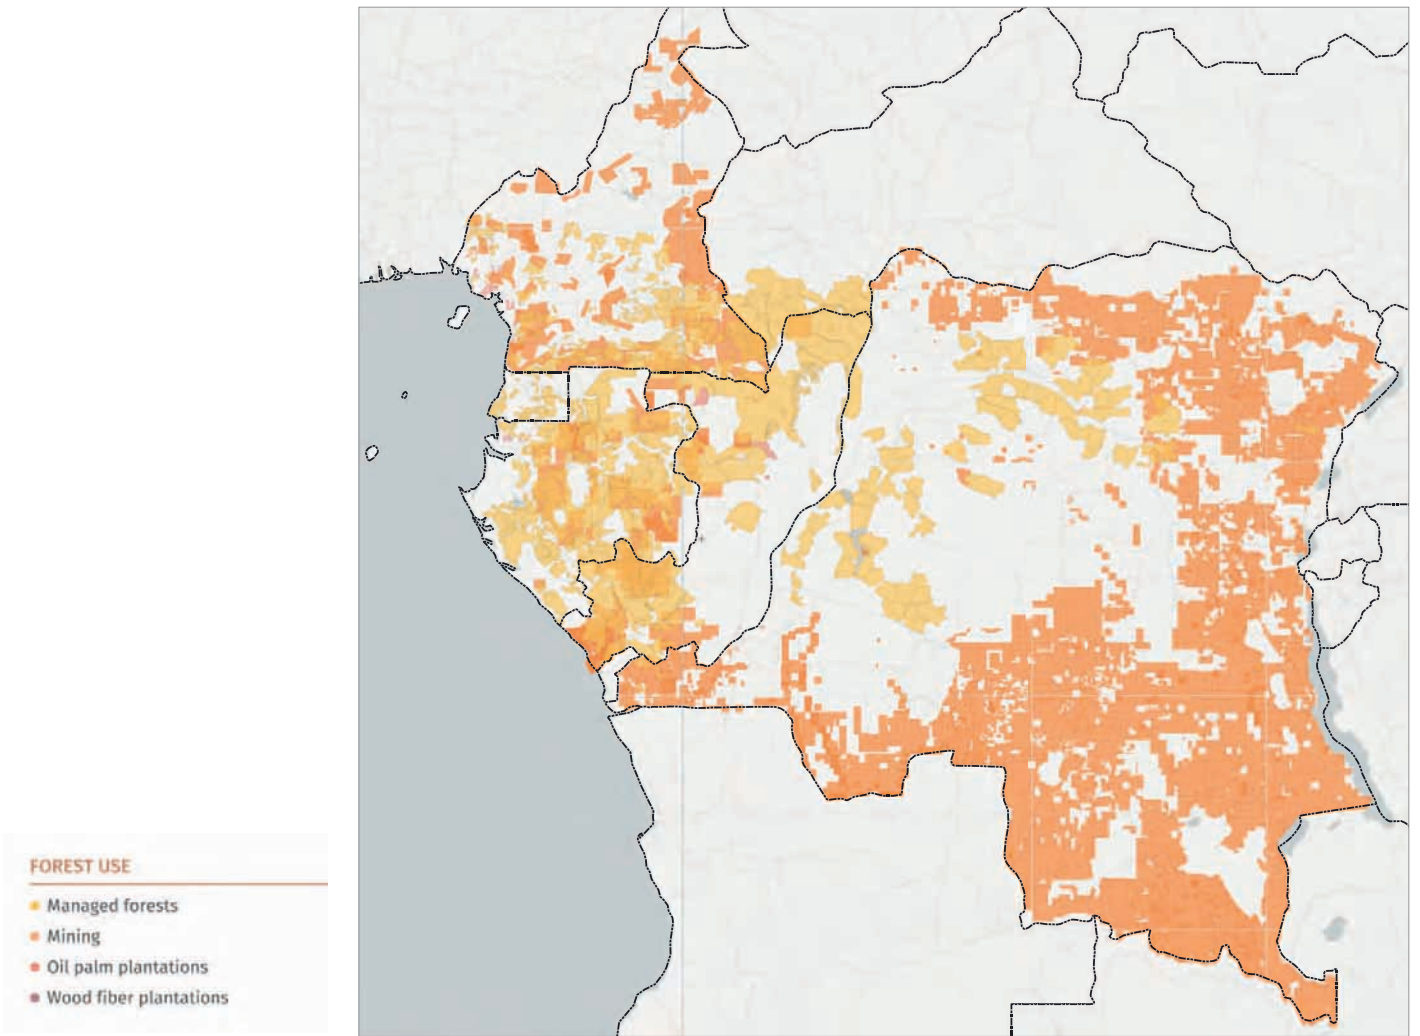 FOREST USE
Managed forests
Mining
Oil palm plantations
Wood fiber plantations